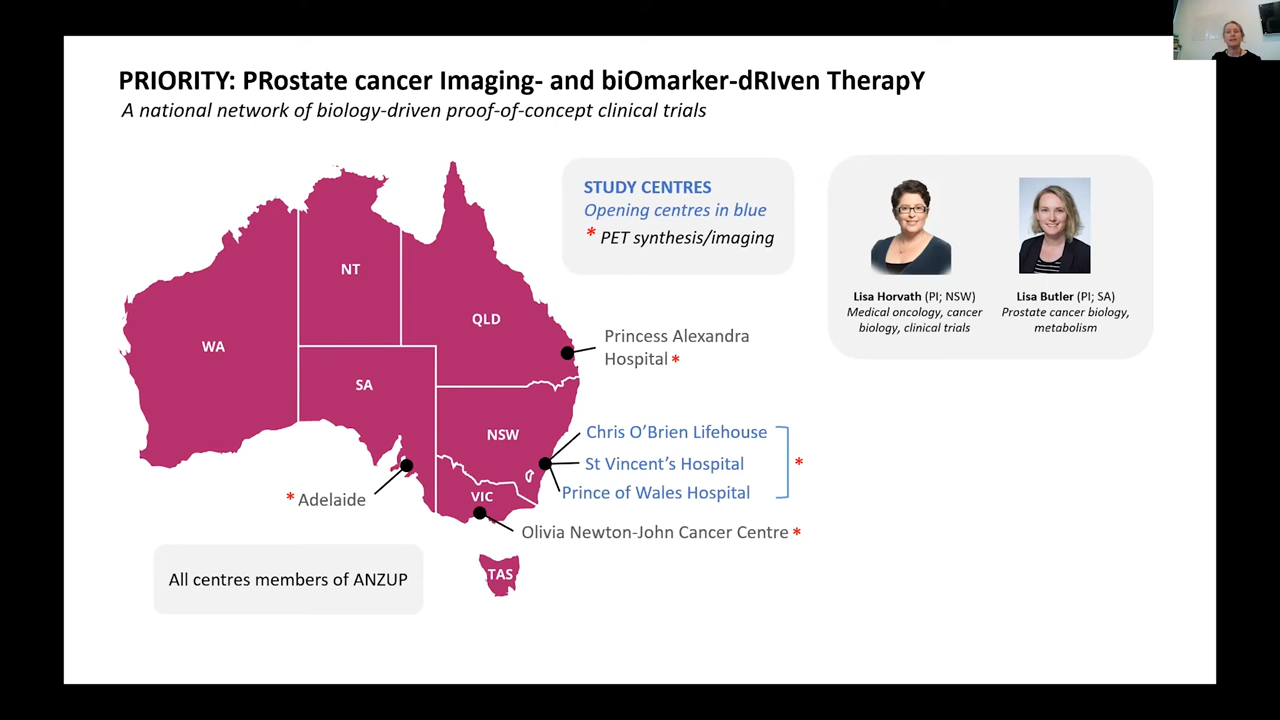 PRIORITY: PRostate cancer Imaging- and biOmarker-dRIven TherapY
A national network of biology-driven proof-of-concept clinical trials
STUDY CENTRES
Opening centres in blue
* PET synthesis/imaging
Lisa Horvath (PI; NSW)
Medical oncology, cancer
biology, clinical trials
Lisa Butler (PI; SA)
Prostate cancer biology,
metabolism
NT
QLD
WA
SA
NSW
VIC
TAS
Princess Alexandra
Hospital *
Chris O’Brien Lifehouse
St Vincent’s Hospital
Prince of Wales Hospital
*
* Adelaide
Olivia Newton-John Cancer Centre *
All centres members of ANZUP